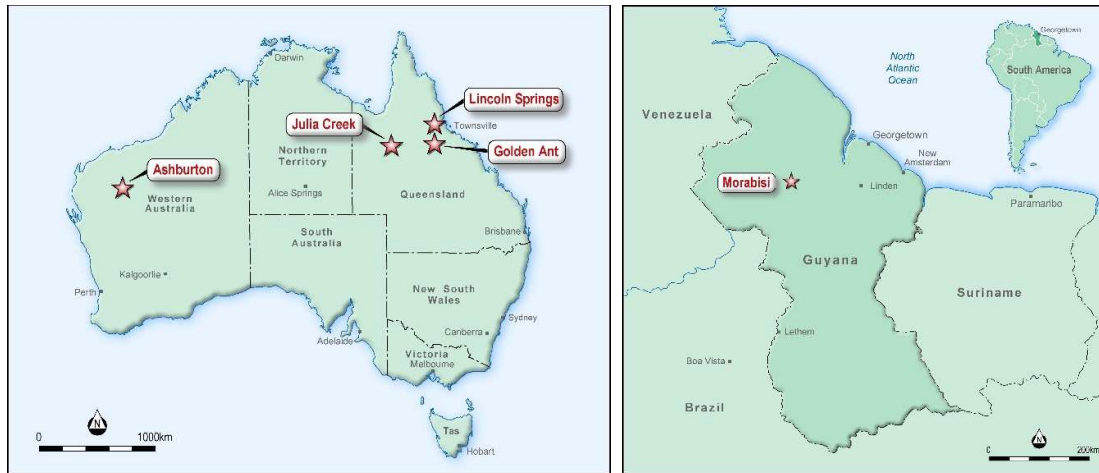 Darwin
Lincoln Springs
Townsville
Julia Creek
Golden Ant
Northern
Territory
Ashburton
Alice Springs
Queensland
Western
Australia
South
Australia
Brisbane
Kalgoorlie
Perth
New South
Wales
Sydney
Canberra
Adelaide
Victoria
Melbourne
Tas
Hobart
N
0
1000km
Georgetown
North
Atlantic
Ocean
South America
Venezuela
Georgetown
New
Amsterdam
Morabisi
Linden
Paramaribo
Guyana
Suriname
Lethem
Boa Vista
Brazil
N
0
200km